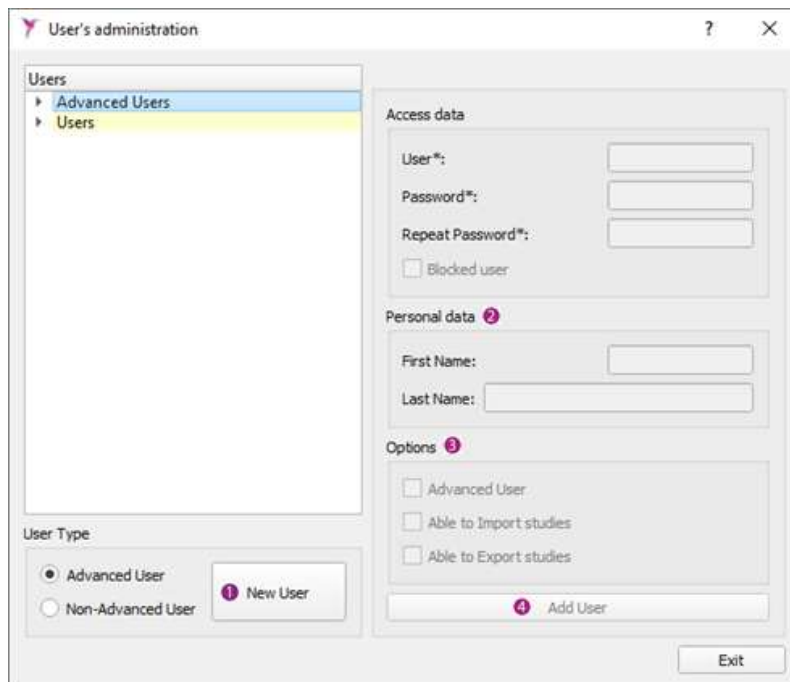 User's administration
?
Users
Advanced Users
Users
User Type
Advanced User
Non-Advanced User
1 New User
Access data
User*:
Password*:
Repeat Password*:
Blocked user
Personal data 2
First Name:
Last Name:
Options 3
Advanced User
Able to Import studies
Able to Export studies
4 Add User
Exit